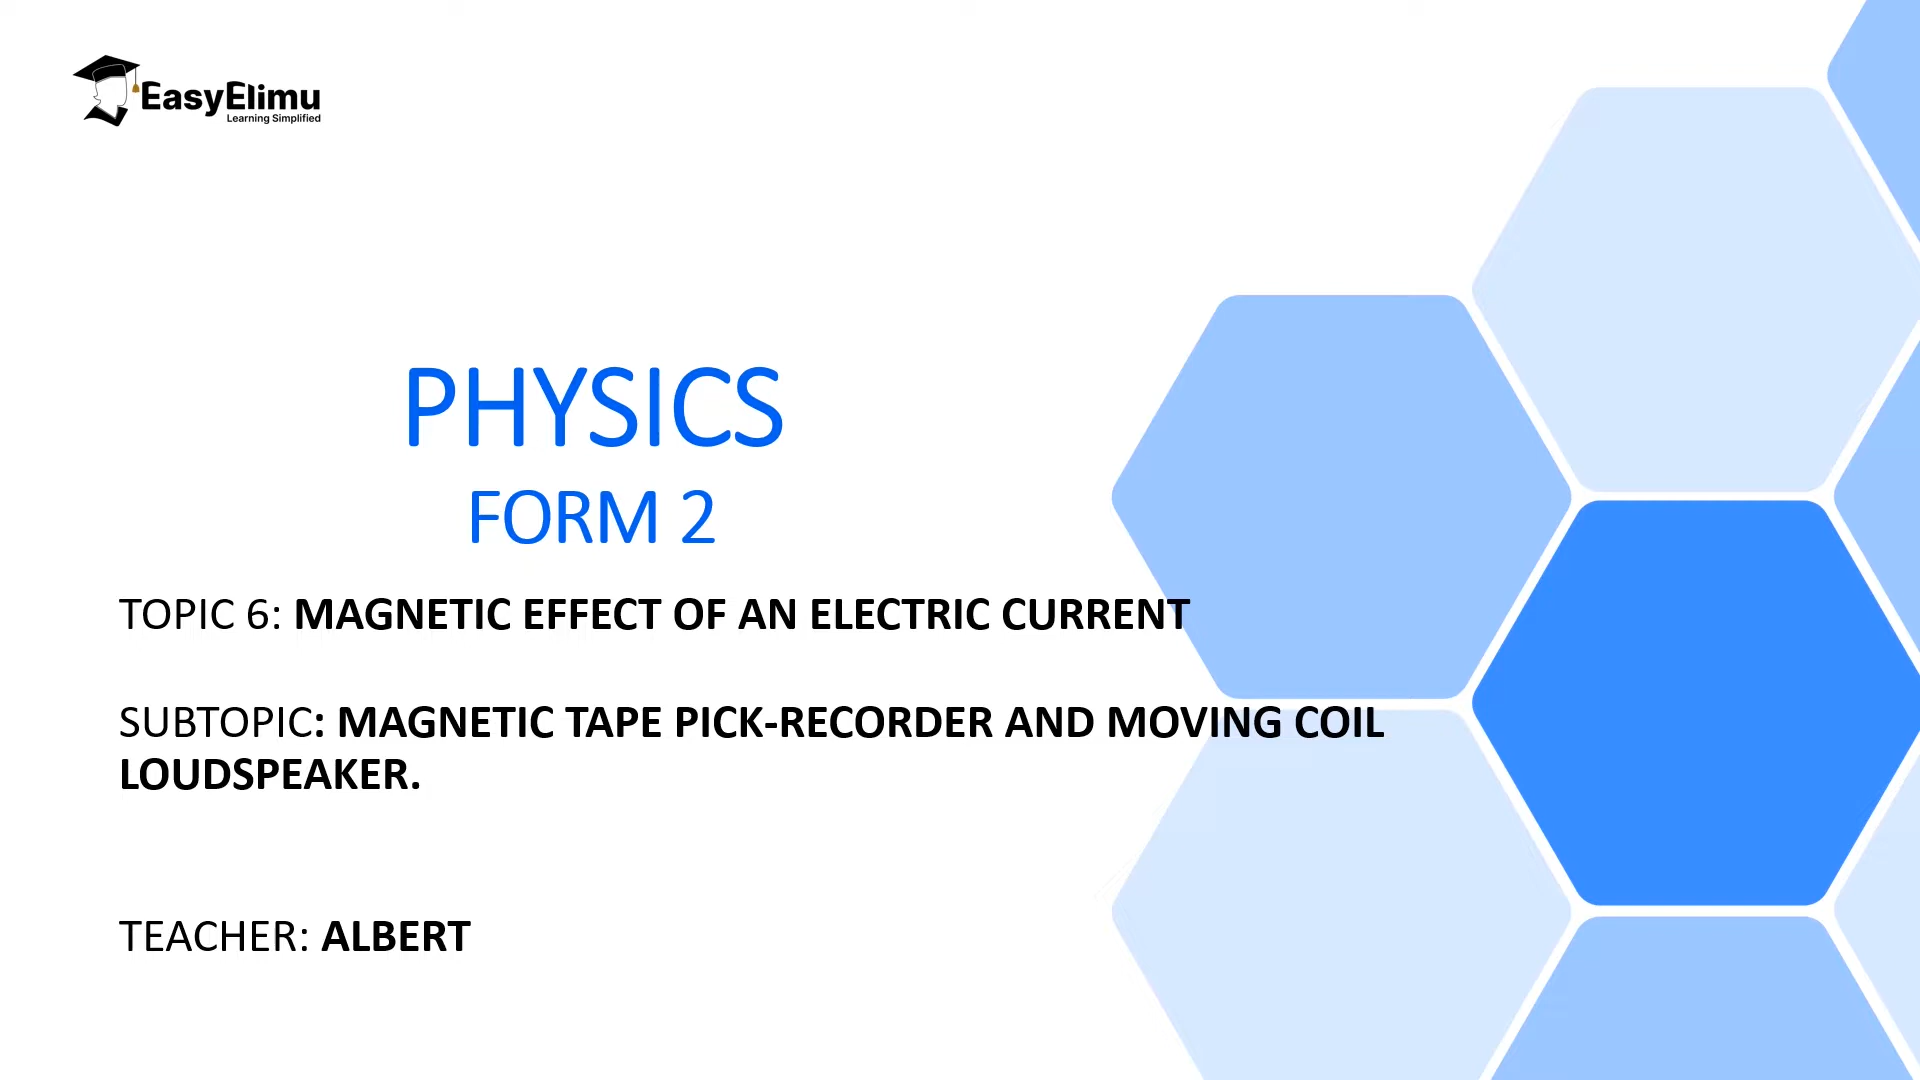 EasyElimu
Learning Simplified
PHYSICS
FORM 2
TOPIC 6: MAGNETIC EFFECT OF AN ELECTRIC CURRENT
SUBTOPIC: MAGNETIC TAPE PICK-RECORDER AND MOVING COIL
LOUDSPEAKER.
TEACHER: ALBERT